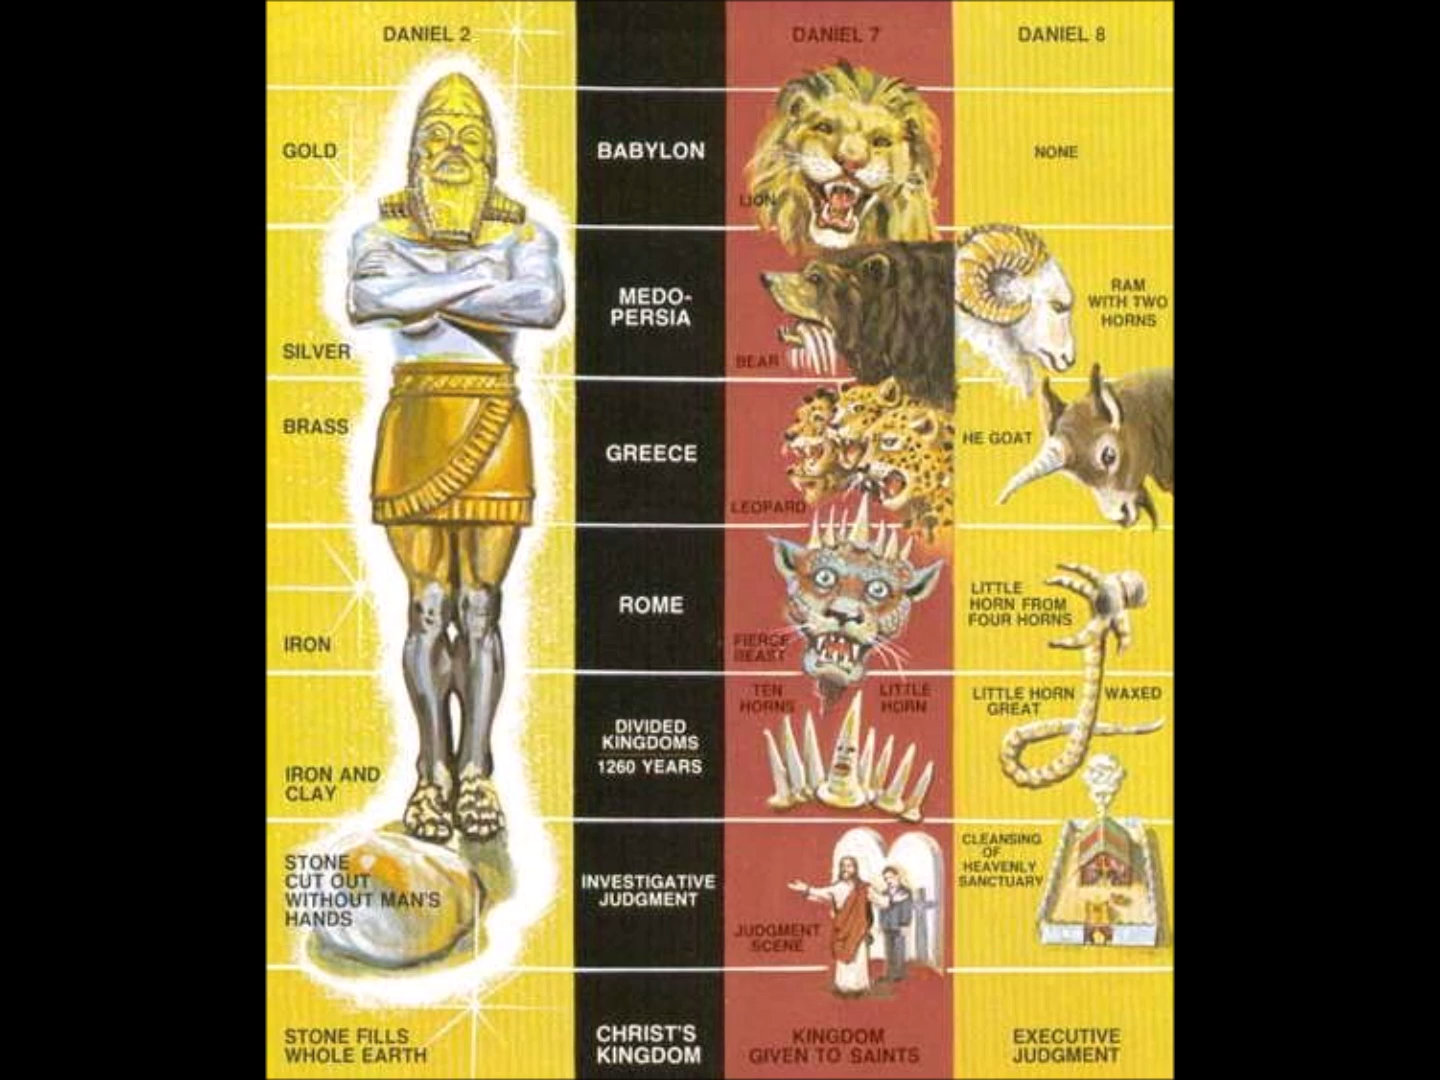 DANIEL 2
DANIEL 7
DANIEL 8
GOLD
BABYLON
LION
NONE
SILVER
MEDO-
PERSIA
BEAR
RAM
WITH TWO
HORNS
BRASS
GREECE
LEOPARD
HE GOAT
IRON
ROME
FIERCE
BEAST
LITTLE
HORN FROM
FOUR HORNS
IRON AND
CLAY
DIVIDED
KINGDOMS
1260 YEARS
TEN
HORNS
LITTLE
HORN
LITTLE HORN WAXED
GREAT
STONE
CUT OUT
WITHOUT MAN'S
HANDS
INVESTIGATIVE
JUDGMENT
JUDGMENT
SCENE
CLEANSING
OF
HEAVENLY
SANCTUARY
STONE FILLS
WHOLE EARTH
CHRIST'S
KINGDOM
KINGDOM
GIVEN TO SAINTS
EXECUTIVE
JUDGMENT